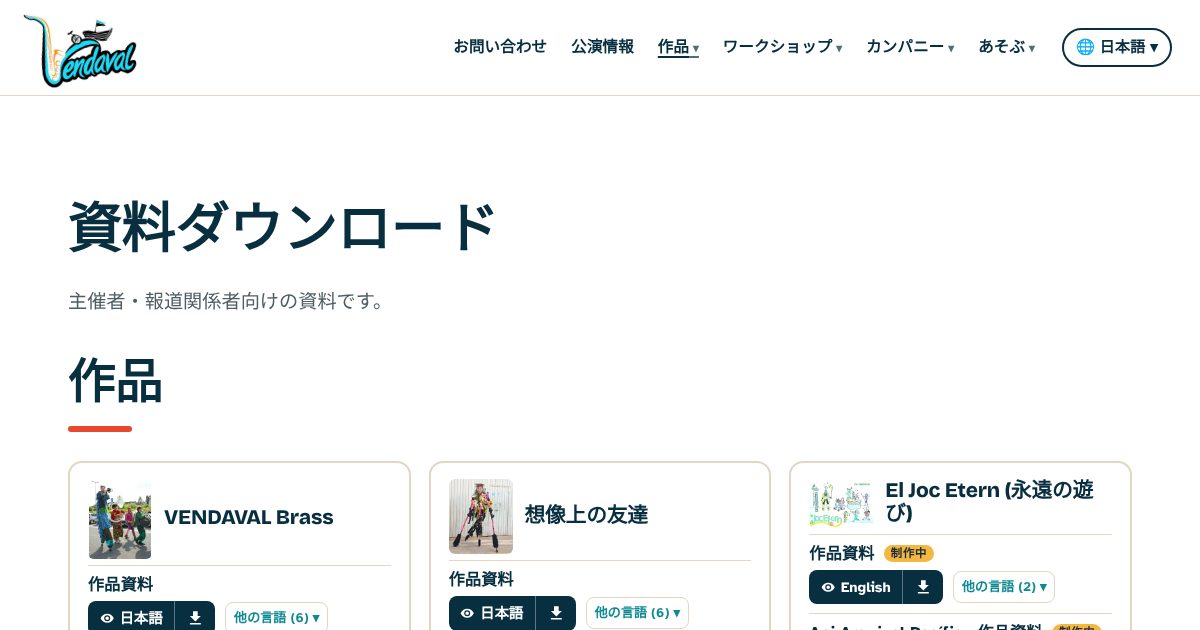 Vendaval
お問い合わせ 公演情報 作品 ▾ ワークショップ ▾ カンパニー ▾ あそぶ ▾ 🌐 日本語 ▾
資料ダウンロード
主催者・報道関係者向けの資料です。
作品
VENDAVAL Brass
作品資料
日本語
他の言語 (6) ▾
想像上の友達
作品資料
日本語
他の言語 (6) ▾
El Joc Etern (永遠の遊
び)
作品資料 制作中
English
他の言語 (2) ▾